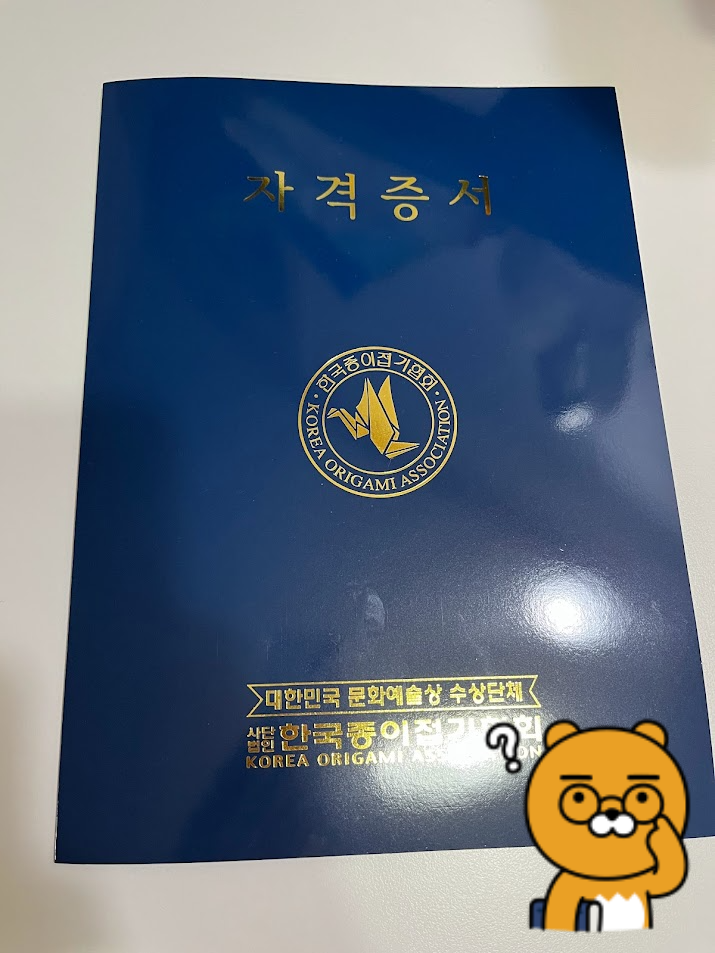 자격증서
한국종이접기협회
KOREA ORIGAMI ASSOCIATION
대한민국 문화예술상 수상단체
사단법인 한국종이접기
KOREA ORIGAMI
?